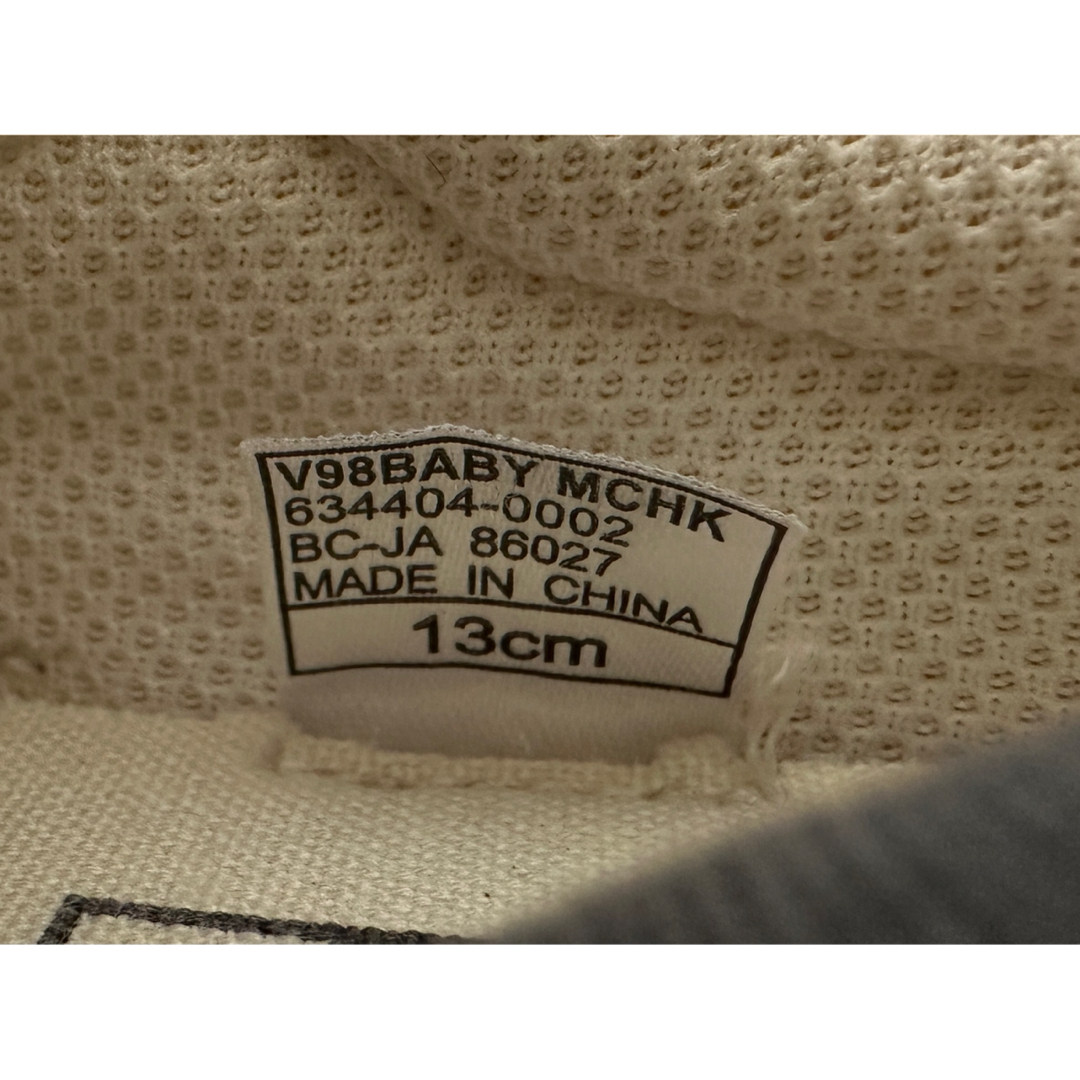 V98BABY MCHK
634404-0002
BC-JA 86027
MADE IN CHINA
13cm